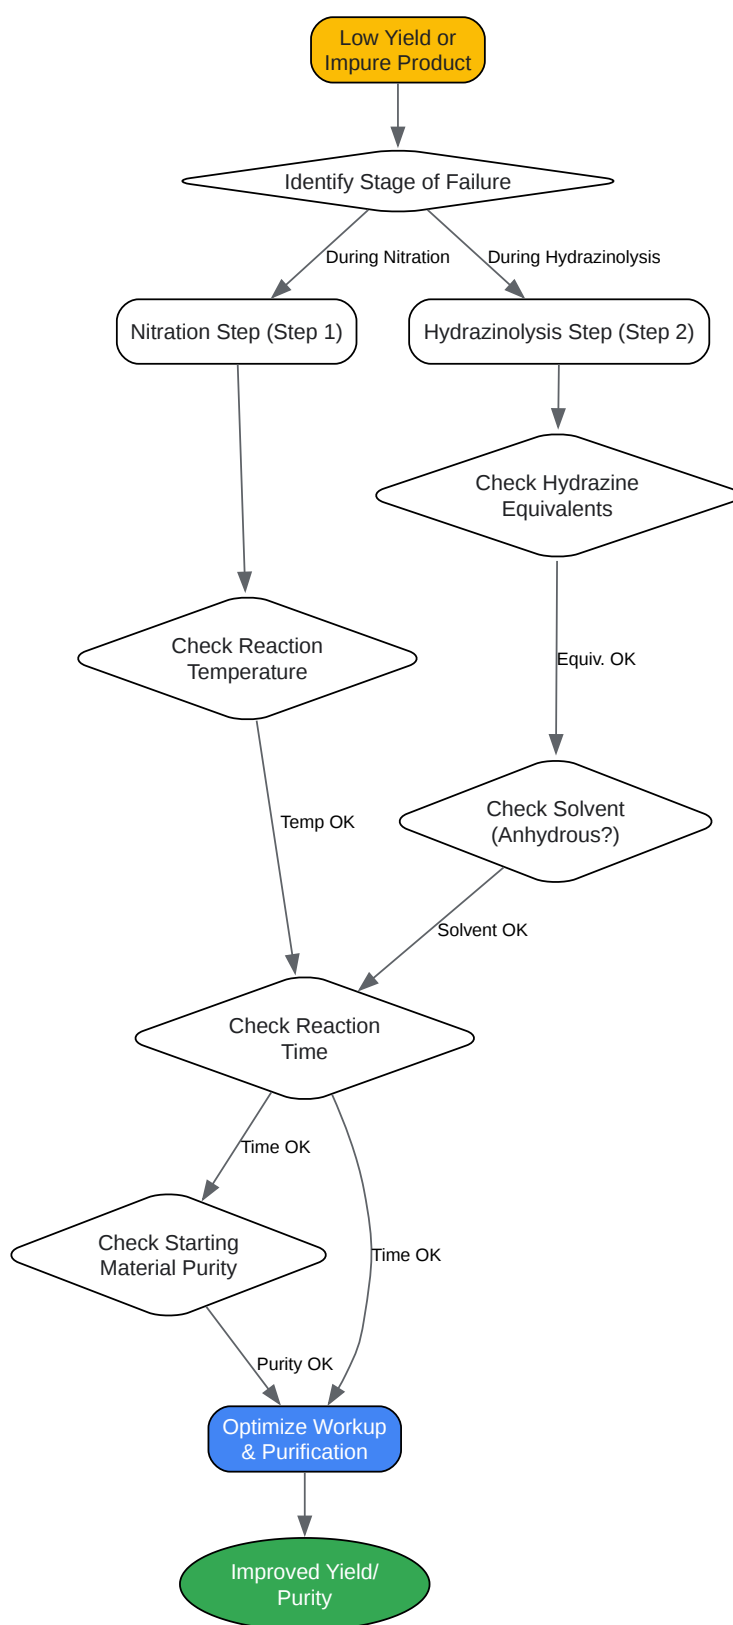 Low Yield or
Impure Product
Identify Stage of Failure
During Nitration
During Hydrazinolysis
Nitration Step (Step 1)
Hydrazinolysis Step (Step 2)
Check Hydrazine
Equivalents
Check Reaction
Temperature
Equiv. OK
Check Solvent
(Anhydrous?)
Temp OK
Solvent OK
Check Reaction
Time
Time OK
Check Starting
Material Purity
Time OK
Purity OK
Optimize Workup
& Purification
Improved Yield/
Purity